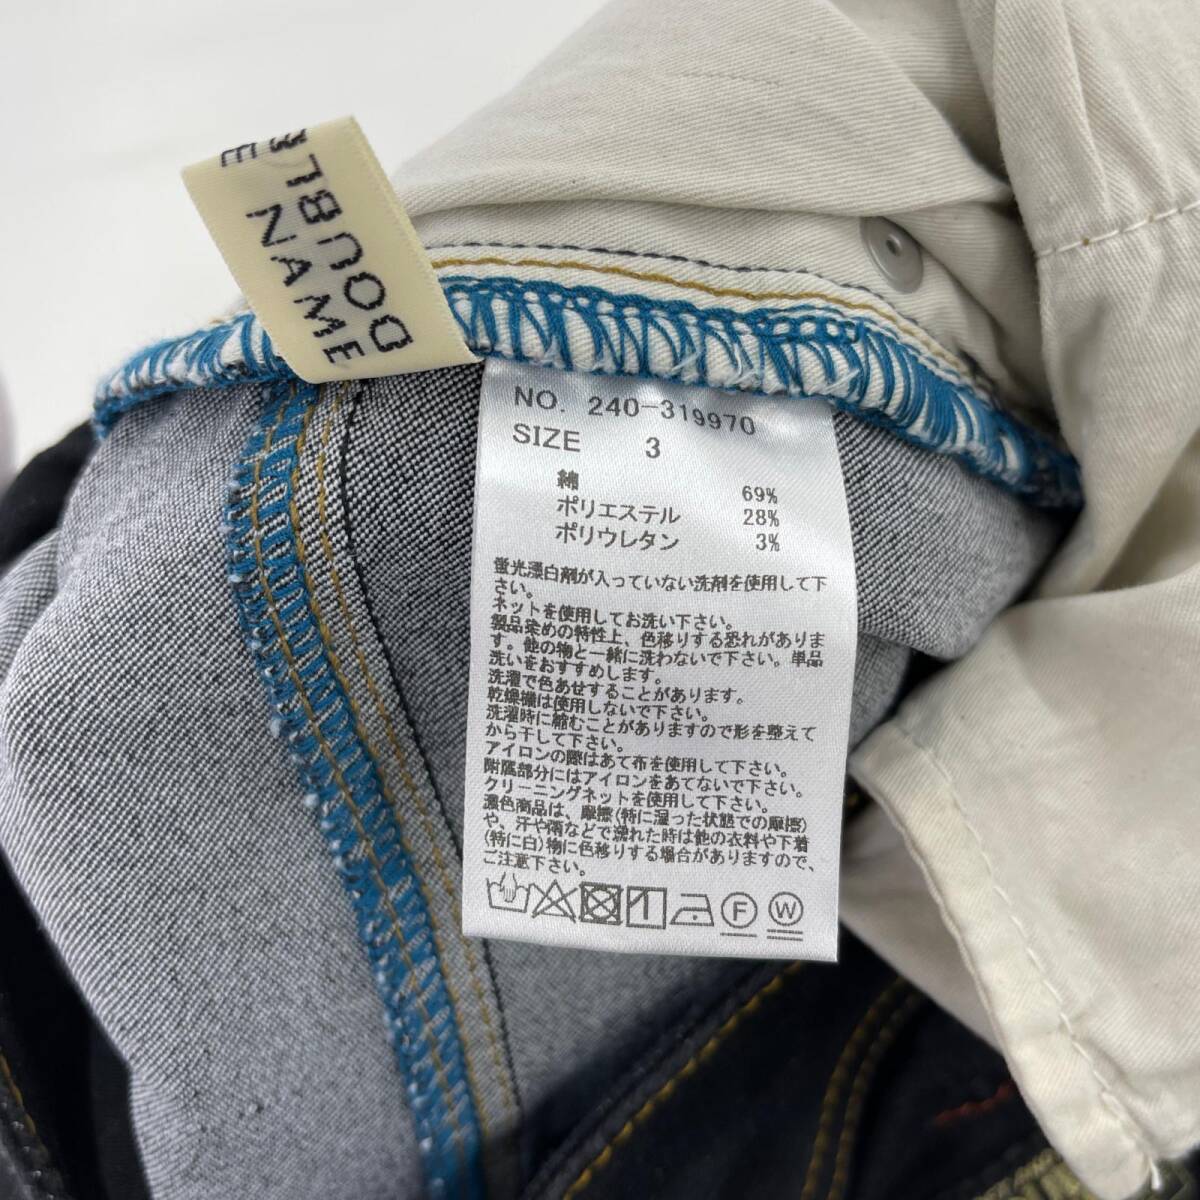 DOUBLE
NAME
NO. 240-319970
SIZE 3
綿 69%
ポリエステル 28%
ポリウレタン 3%
蛍光漂白剤が入っていない洗剤を使用して下
さい。
ネットを使用してお洗い下さい。
製品染めの特性上、色移りする恐れがありま
す。他の物と一緒に洗わないで下さい。単品
洗いをおすすめします。
洗濯で色あせすることがあります。
乾燥機は使用しないで下さい。
洗濯時に縮むことがありますので形を整えて
から干して下さい。
アイロンの際はあて布を使用して下さい。
附属部分にはアイロンをあてないで下さい。
クリーニングネットを使用して下さい。
濃色商品は、摩擦(特に湿った状態での摩擦)
や、汗や雨などで濡れた時は他の衣料や下着
(特に白)物に色移りする場合がありますので、
ご注意下さい。
F W